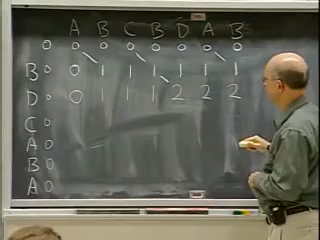 A B C B D A B
0 0 0 0 0 0 0 0
B 0 0 1 1 1 1 1 1
D 0 0 1 1 1 2 2 2
C 0
A 0
B 0
A 0